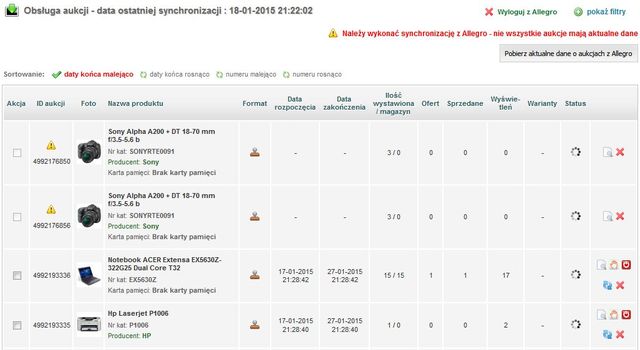 Obsługa aukcji - data ostatniej synchronizacji : 18-01-2015 21:22:02
Wyloguj z Allegro
pokaż filtry
Należy wykonać synchronizację z Allegro - nie wszystkie aukcje mają aktualne dane
Pobierz aktualne dane o aukcjach z Allegro
Sortowanie: daty końca malejąco daty końca rosnąco numeru malejąco numeru rosnąco
Akcja ID aukcji Foto Nazwa produktu Format Data rozpoczęcia Data zakończenia Ilość wystawiona / magazyn Ofert Sprzedane Wyświetleń Warianty Status
Sony Alpha A200 + DT 18-70 mm
f/3.5-5.6 b
Nr kat: SONYRTE0091
4992176850 - - 3 / 0 0 0 0 -
Producent: Sony
Karta pamięci: Brak karty pamięci
Sony Alpha A200 + DT 18-70 mm
f/3.5-5.6 b
Nr kat: SONYRTE0091
4992176856 - - 3 / 0 0 0 0 -
Producent: Sony
Karta pamięci: Brak karty pamięci
Notebook ACER Extensa EX5630Z-
322G25 Dual Core T32
4992193336 17-01-2015 21:28:40 27-01-2015 21:28:40 15 / 15 1 1 17 -
Nr kat: EX5630Z
Karta pamięci: Brak karty pamięci
Hp Laserjet P1006
4992193335 17-01-2015 21:28:40 27-01-2015 21:28:42 1 / 0 0 0 2 -
Nr kat: P1006
Producent: HP